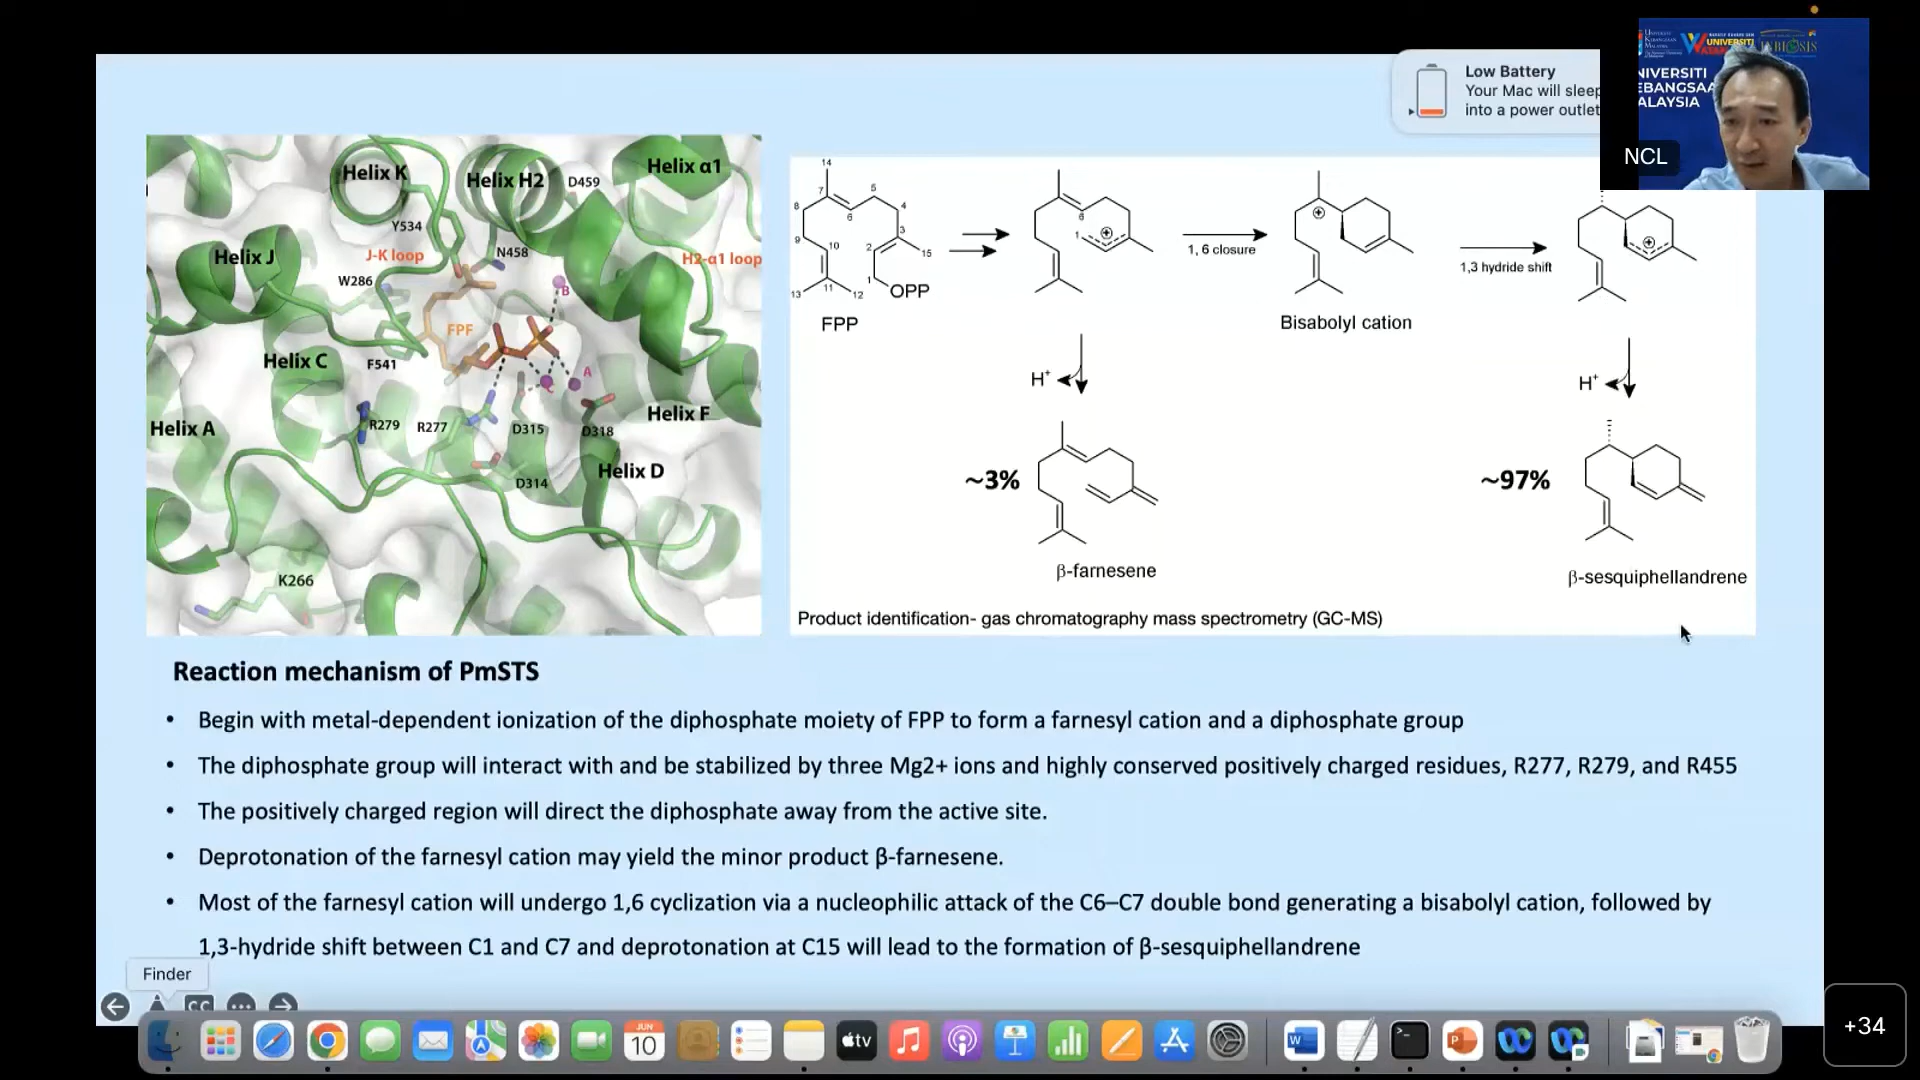 Low Battery
Your Mac will sleep
into a power outlet
NIVERSITI
EBANGSAA
ALAYSIA
UNIVERSITI
NCL
Helix K
Helix H2
D459
Helix α1
Y534
Helix J
J-K loop
N458
H2-α1 loop
W286
B
FPF
Helix C
F541
A
C
Helix A
R279
R277
D315
D318
Helix F
Helix D
D314
K266
14
7
5
8
6
4
3
9
10
2
15
1
13
11
12
OPP
FPP
6
1
1, 6 closure
Bisabolyl cation
1,3 hydride shift
H+
H+
~3%
~97%
β-farnesene
β-sesquiphellandrene
Product identification- gas chromatography mass spectrometry (GC-MS)
Reaction mechanism of PmSTS
• Begin with metal-dependent ionization of the diphosphate moiety of FPP to form a farnesyl cation and a diphosphate group
• The diphosphate group will interact with and be stabilized by three Mg2+ ions and highly conserved positively charged residues, R277, R279, and R455
• The positively charged region will direct the diphosphate away from the active site.
• Deprotonation of the farnesyl cation may yield the minor product β-farnesene.
• Most of the farnesyl cation will undergo 1,6 cyclization via a nucleophilic attack of the C6–C7 double bond generating a bisabolyl cation, followed by
1,3-hydride shift between C1 and C7 and deprotonation at C15 will lead to the formation of β-sesquiphellandrene
Finder
CC
JUN
10
tv
W
P
+34